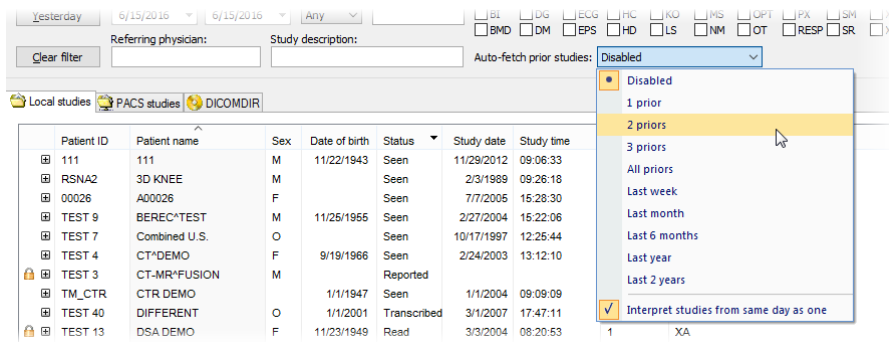 Yesterday 6/15/2016 6/15/2016 Any BI DG ECG HC KO MS OPT PX SM
BMD DM EPS HD LS NM OT RESP SR
Referring physician: Study description:
Clear filter Auto-fetch prior studies: Disabled
Disabled
1 prior
2 priors
3 priors
All priors
Last week
Last month
Last 6 months
Last year
Last 2 years
Interpret studies from same day as one
Local studies PACS studies DICOMDIR
Patient ID Patient name Sex Date of birth Status Study date Study time
111 111 M 11/22/1943 Seen 11/29/2012 09:06:33
RSNA2 3D KNEE M Seen 2/3/1989 09:26:18
00026 A00026 F Seen 7/7/2005 15:28:30
TEST 9 BEREC^TEST M 11/25/1955 Seen 2/27/2004 15:22:06
TEST 7 Combined U.S. O Seen 10/17/1997 12:25:44
TEST 4 CT^DEMO F 9/19/1966 Seen 2/24/2003 13:12:10
TEST 3 CT-MR^FUSION M Reported
TM_CTR CTR DEMO 1/1/1947 Seen 1/1/2004 09:09:09
TEST 40 DIFFERENT O 1/1/2001 Transcribed 3/1/2007 17:47:11
TEST 13 DSA DEMO F 11/23/1949 Read 3/3/2004 08:20:53 1 XA